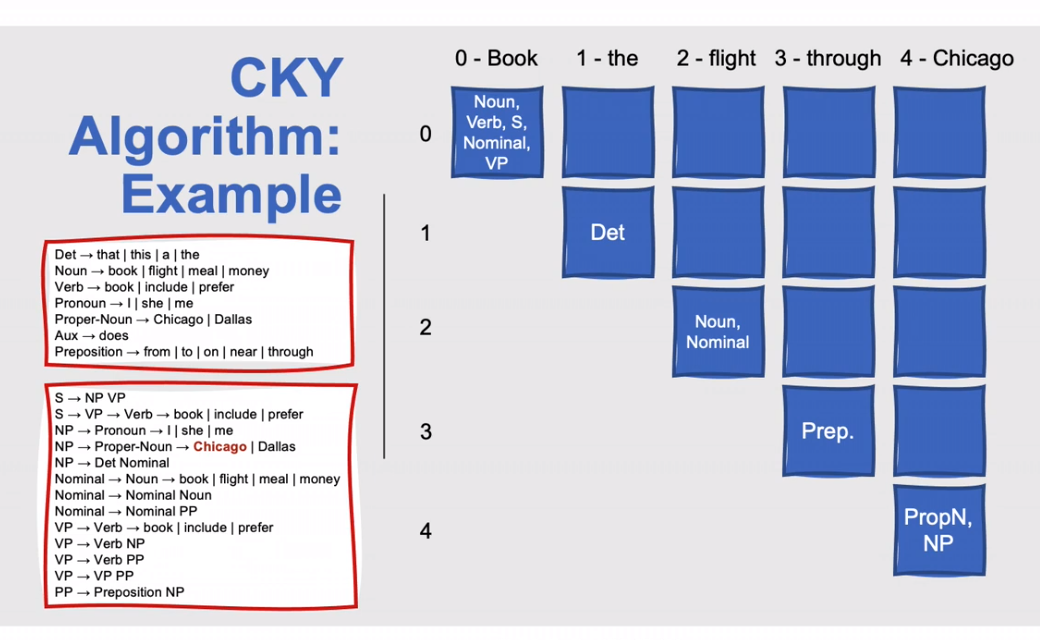 CKY
Algorithm:
Example
Det → that | this | a | the
Noun → book | flight | meal | money
Verb → book | include | prefer
Pronoun → I | she | me
Proper-Noun → Chicago | Dallas
Aux → does
Preposition → from | to | on | near | through
S → NP VP
S → VP → Verb → book | include | prefer
NP → Pronoun → I | she | me
NP → Proper-Noun → Chicago | Dallas
NP → Det Nominal
Nominal → Noun → book | flight | meal | money
Nominal → Nominal Noun
Nominal → Nominal PP
VP → Verb → book | include | prefer
VP → Verb NP
VP → Verb PP
VP → VP PP
PP → Preposition NP
0 - Book 1 - the 2 - flight 3 - through 4 - Chicago
0
Noun,
Verb, S,
Nominal,
VP
1
Det
2
Noun,
Nominal
3
Prep.
4
PropN,
NP